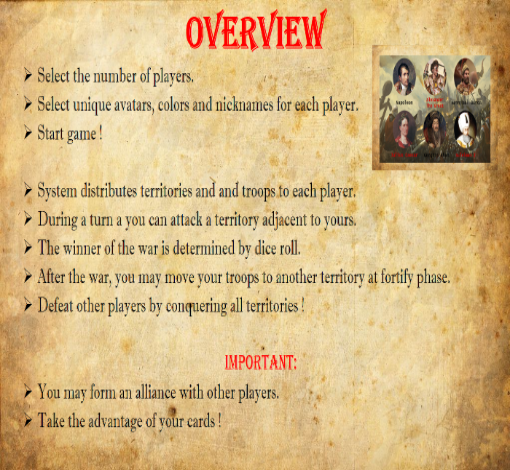 OVERVIEW
➢ Select the number of players.
➢ Select unique avatars, colors and nicknames for each player.
➢ Start game !
➢ System distributes territories and and troops to each player.
➢ During a turn a you can attack a territory adjacent to yours.
➢ The winner of the war is determined by dice roll.
➢ After the war, you may move your troops to another territory at fortify phase.
➢ Defeat other players by conquering all territories !
IMPORTANT:
➢ You may form an alliance with other players.
➢ Take the advantage of your cards !